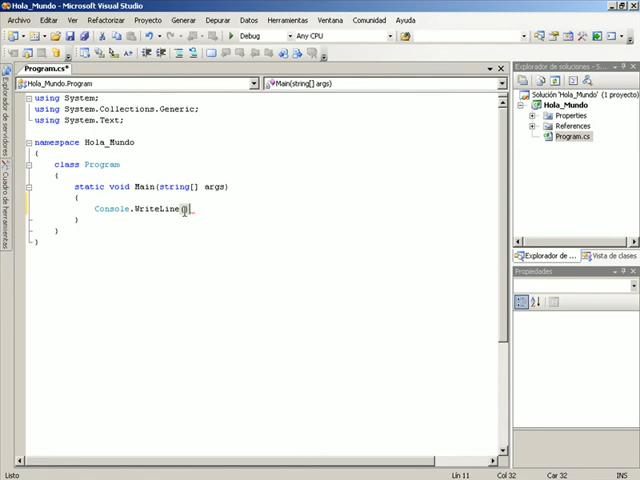 Hola_Mundo - Microsoft Visual Studio
Archivo Editar Ver Refactorizar Proyecto Generar Depurar Datos Herramientas Ventana Comunidad Ayuda
Debug Any CPU
Program.cs*
Hola_Mundo.Program Main(string[] args)
using System;
using System.Collections.Generic;
using System.Text;
namespace Hola_Mundo
{
class Program
{
static void Main(string[] args)
{
Console.WriteLine()
}
}
}
Explorador de servidores
Cuadro de herramientas
Explorador de soluciones - Hola_
Solución 'Hola_Mundo' (1 proyecto)
Hola_Mundo
Properties
References
Program.cs
Explorador de ... Vista de clases
Propiedades
Listo Lín 11 Col 32 Car 32